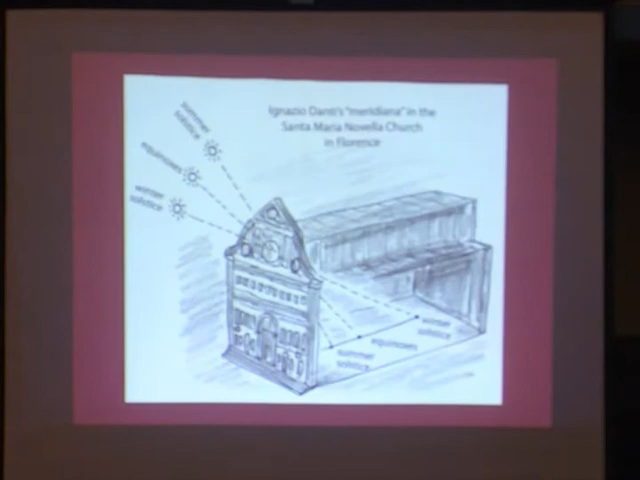 Ignazio Danti's "meridiana" in the
Santa Maria Novella Church
in Florence
summer
solstice
equinoxes
winter
solstice
winter
solstice
equinoxes
summer
solstice